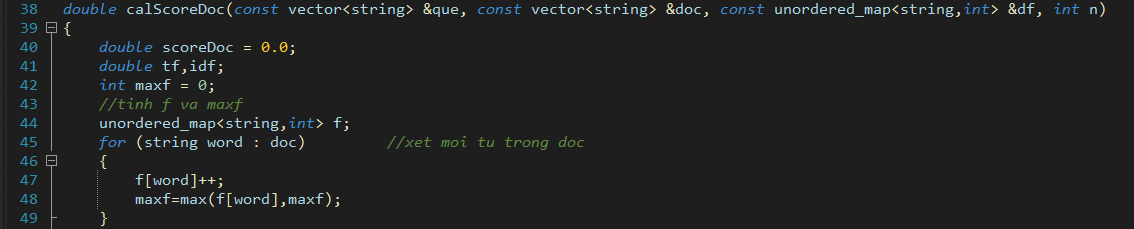 38 double calScoreDoc(const vector<string> &que, const vector<string> &doc, const unordered_map<string,int> &df, int n)
39 {
40 double scoreDoc = 0.0;
41 double tf,idf;
42 int maxf = 0;
43 //tinh f va maxf
44 unordered_map<string,int> f;
45 for (string word : doc) //xet moi tu trong doc
46 {
47 f[word]++;
48 maxf=max(f[word],maxf);
49 }